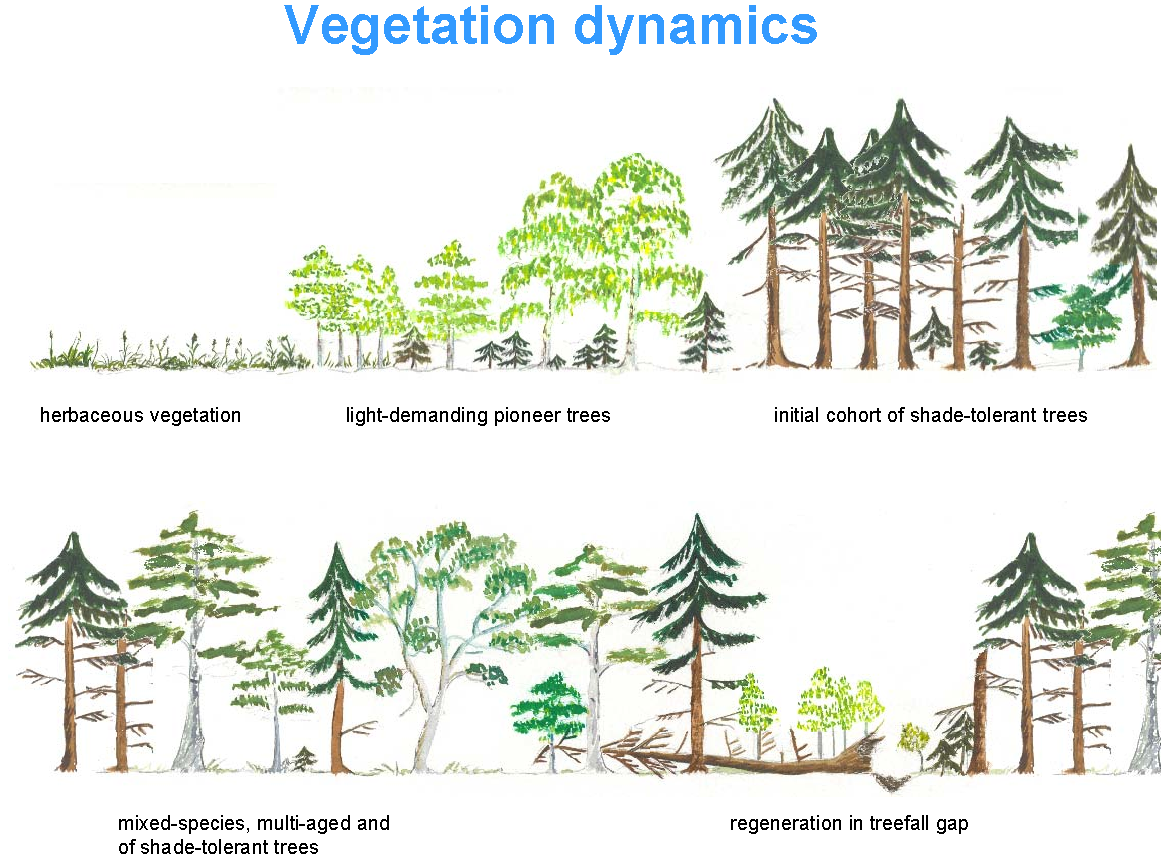 Vegetation dynamics
herbaceous vegetation
light-demanding pioneer trees
initial cohort of shade-tolerant trees
mixed-species, multi-aged and
of shade-tolerant trees
regeneration in treefall gap